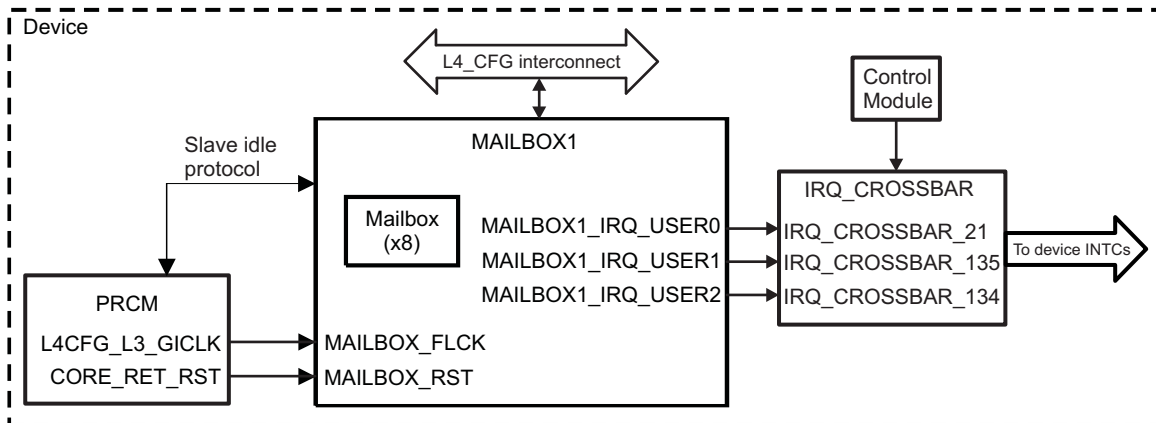 Device
L4_CFG interconnect
Control
Module
MAILBOX1
Slave idle
protocol
IRQ_CROSSBAR
Mailbox
(x8)
MAILBOX1_IRQ_USER0
IRQ_CROSSBAR_21
MAILBOX1_IRQ_USER1
IRQ_CROSSBAR_135
To device INTCs
MAILBOX1_IRQ_USER2
IRQ_CROSSBAR_134
PRCM
L4CFG_L3_GICLK
MAILBOX_FLCK
CORE_RET_RST
MAILBOX_RST